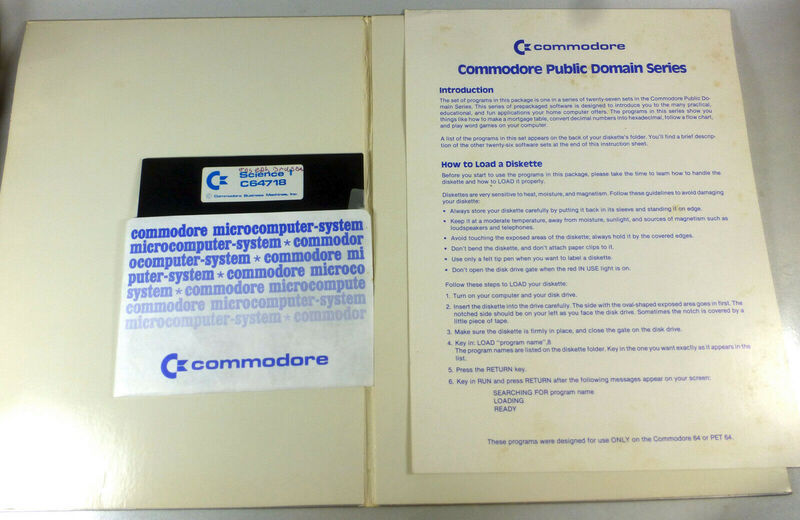 Science 1
C64718
Commodore Business Machines, Inc.
commodore microcomputer-system
microcomputer-system * commodor
ocomputer-system * commodore mi
puter-system * commodore microco
system * commodore microcompute
commodore microcomputer-system
microcomputer-system * commodor
commodore
commodore
Commodore Public Domain Series
Introduction
The set of programs in this package is one in a series of twenty-seven sets in the Commodore Public Do-
main Series. This series of prepackaged software is designed to introduce you to the many practical,
educational, and fun applications your home computer offers. The programs in this series show you
things like how to make a mortgage table, convert decimal numbers into hexadecimal, follow a flow chart,
and play word games on your computer.
A list of the programs in this set appears on the back of your diskette's folder. You'll find a brief descrip-
tion of the other twenty-six software sets at the end of this instruction sheet.
How to Load a Diskette
Before you start to use the programs in this package, please take the time to learn how to handle the
diskette and how to LOAD it properly.
Diskettes are very sensitive to heat, moisture, and magnetism. Follow these guidelines to avoid damaging
your diskette:
• Always store your diskette carefully by putting it back in its sleeve and standing it on edge.
• Keep it at a moderate temperature, away from moisture, sunlight, and sources of magnetism such as
loudspeakers and telephones.
• Avoid touching the exposed areas of the diskette; always hold it by the covered edges.
• Don't bend the diskette, and don't attach paper clips to it.
• Use only a felt tip pen when you want to label a diskette.
• Don't open the disk drive gate when the red IN USE light is on.
Follow these steps to LOAD your diskette:
1. Turn on your computer and your disk drive.
2. Insert the diskette into the drive carefully. The side with the oval-shaped exposed area goes in first. The
notched side should be on your left as you face the disk drive. Sometimes the notch is covered by a
little piece of tape.
3. Make sure the diskette is firmly in place, and close the gate on the disk drive.
4. Key in: LOAD "program name",8
The program names are listed on the diskette folder. Key in the one you want exactly as it appears in the
list.
5. Press the RETURN key.
6. Key in RUN and press RETURN after the following messages appear on your screen:
SEARCHING FOR program name
LOADING
READY
These programs were designed for use ONLY on the Commodore 64 or PET 64.